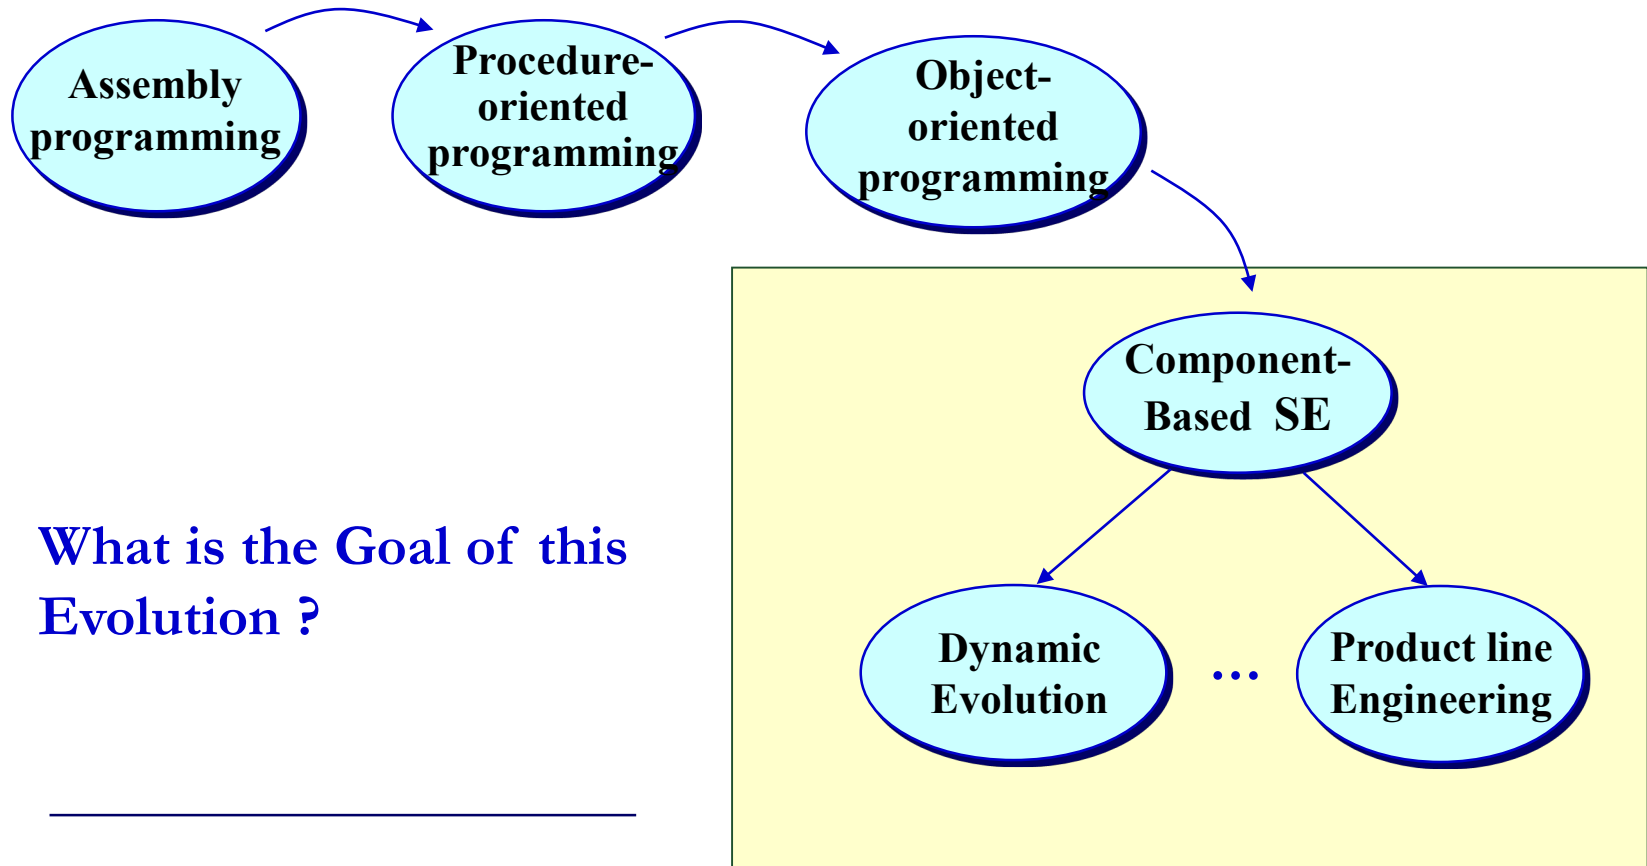 Assembly
programming
Procedure-
oriented
programming
Object-
oriented
programming
Component-
Based SE
What is the Goal of this
Evolution ?
Dynamic
Evolution
...
Product line
Engineering